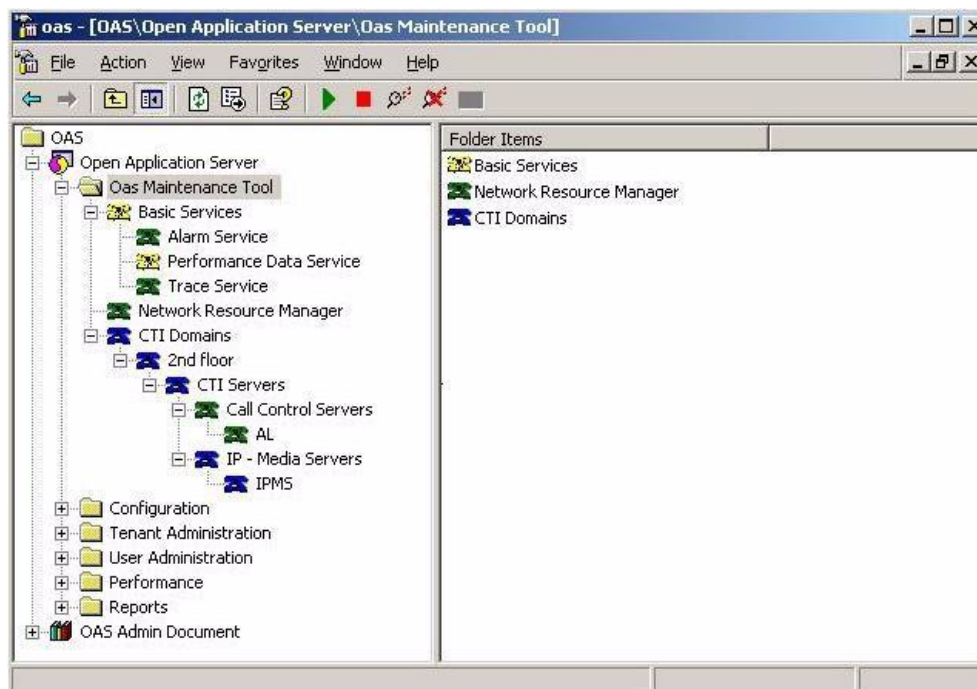 oas - [OAS\Open Application Server\Oas Maintenance Tool]
File Action View Favorites Window Help
OAS
Open Application Server
Oas Maintenance Tool
Basic Services
Alarm Service
Performance Data Service
Trace Service
Network Resource Manager
CTI Domains
2nd floor
CTI Servers
Call Control Servers
AL
IP - Media Servers
IPMS
Configuration
Tenant Administration
User Administration
Performance
Reports
OAS Admin Document
Folder Items
Basic Services
Network Resource Manager
CTI Domains